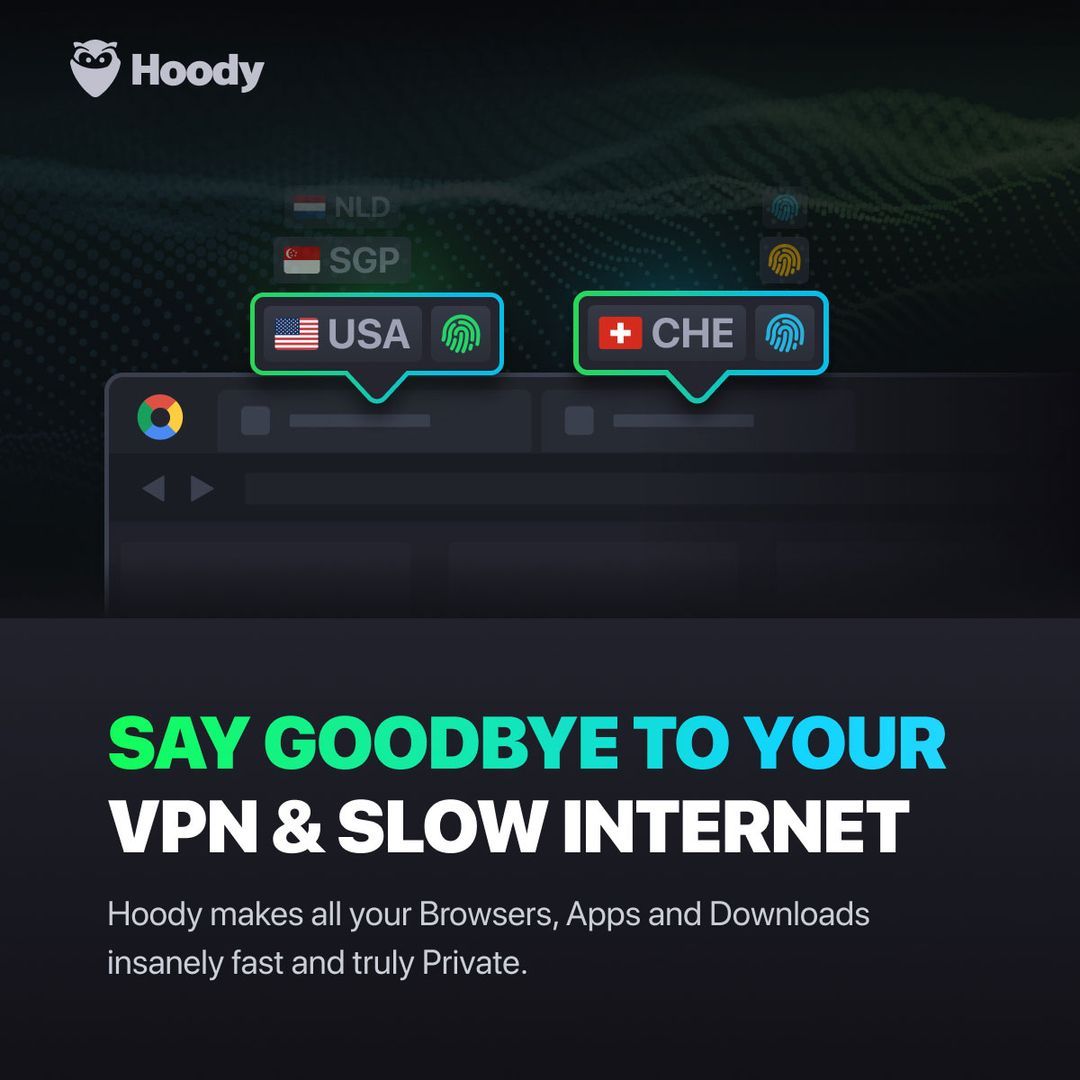 Hoody
NLD
SGP
USA
CHE
SAY GOODBYE TO YOUR
VPN & SLOW INTERNET
Hoody makes all your Browsers, Apps and Downloads
insanely fast and truly Private.